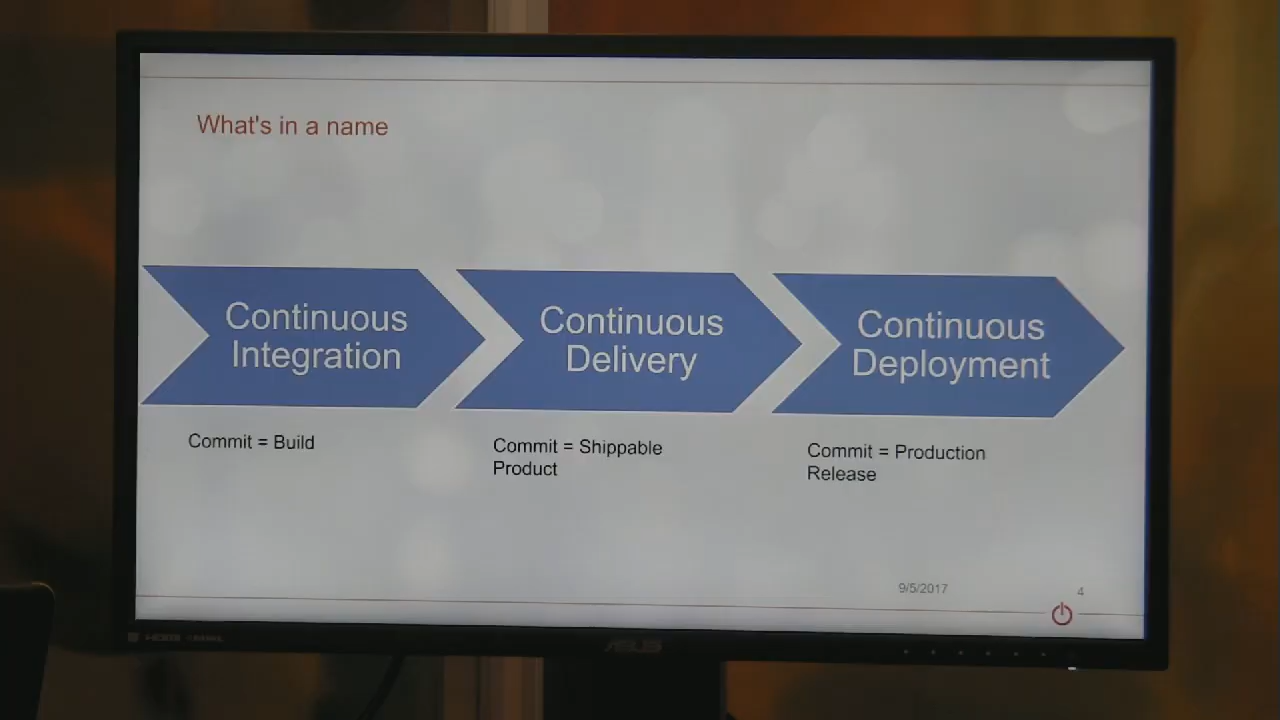 What's in a name
Continuous
Integration
Continuous
Delivery
Continuous
Deployment
Commit = Build
Commit = Shippable
Product
Commit = Production
Release
9/5/2017
4
HDMI
ASUS